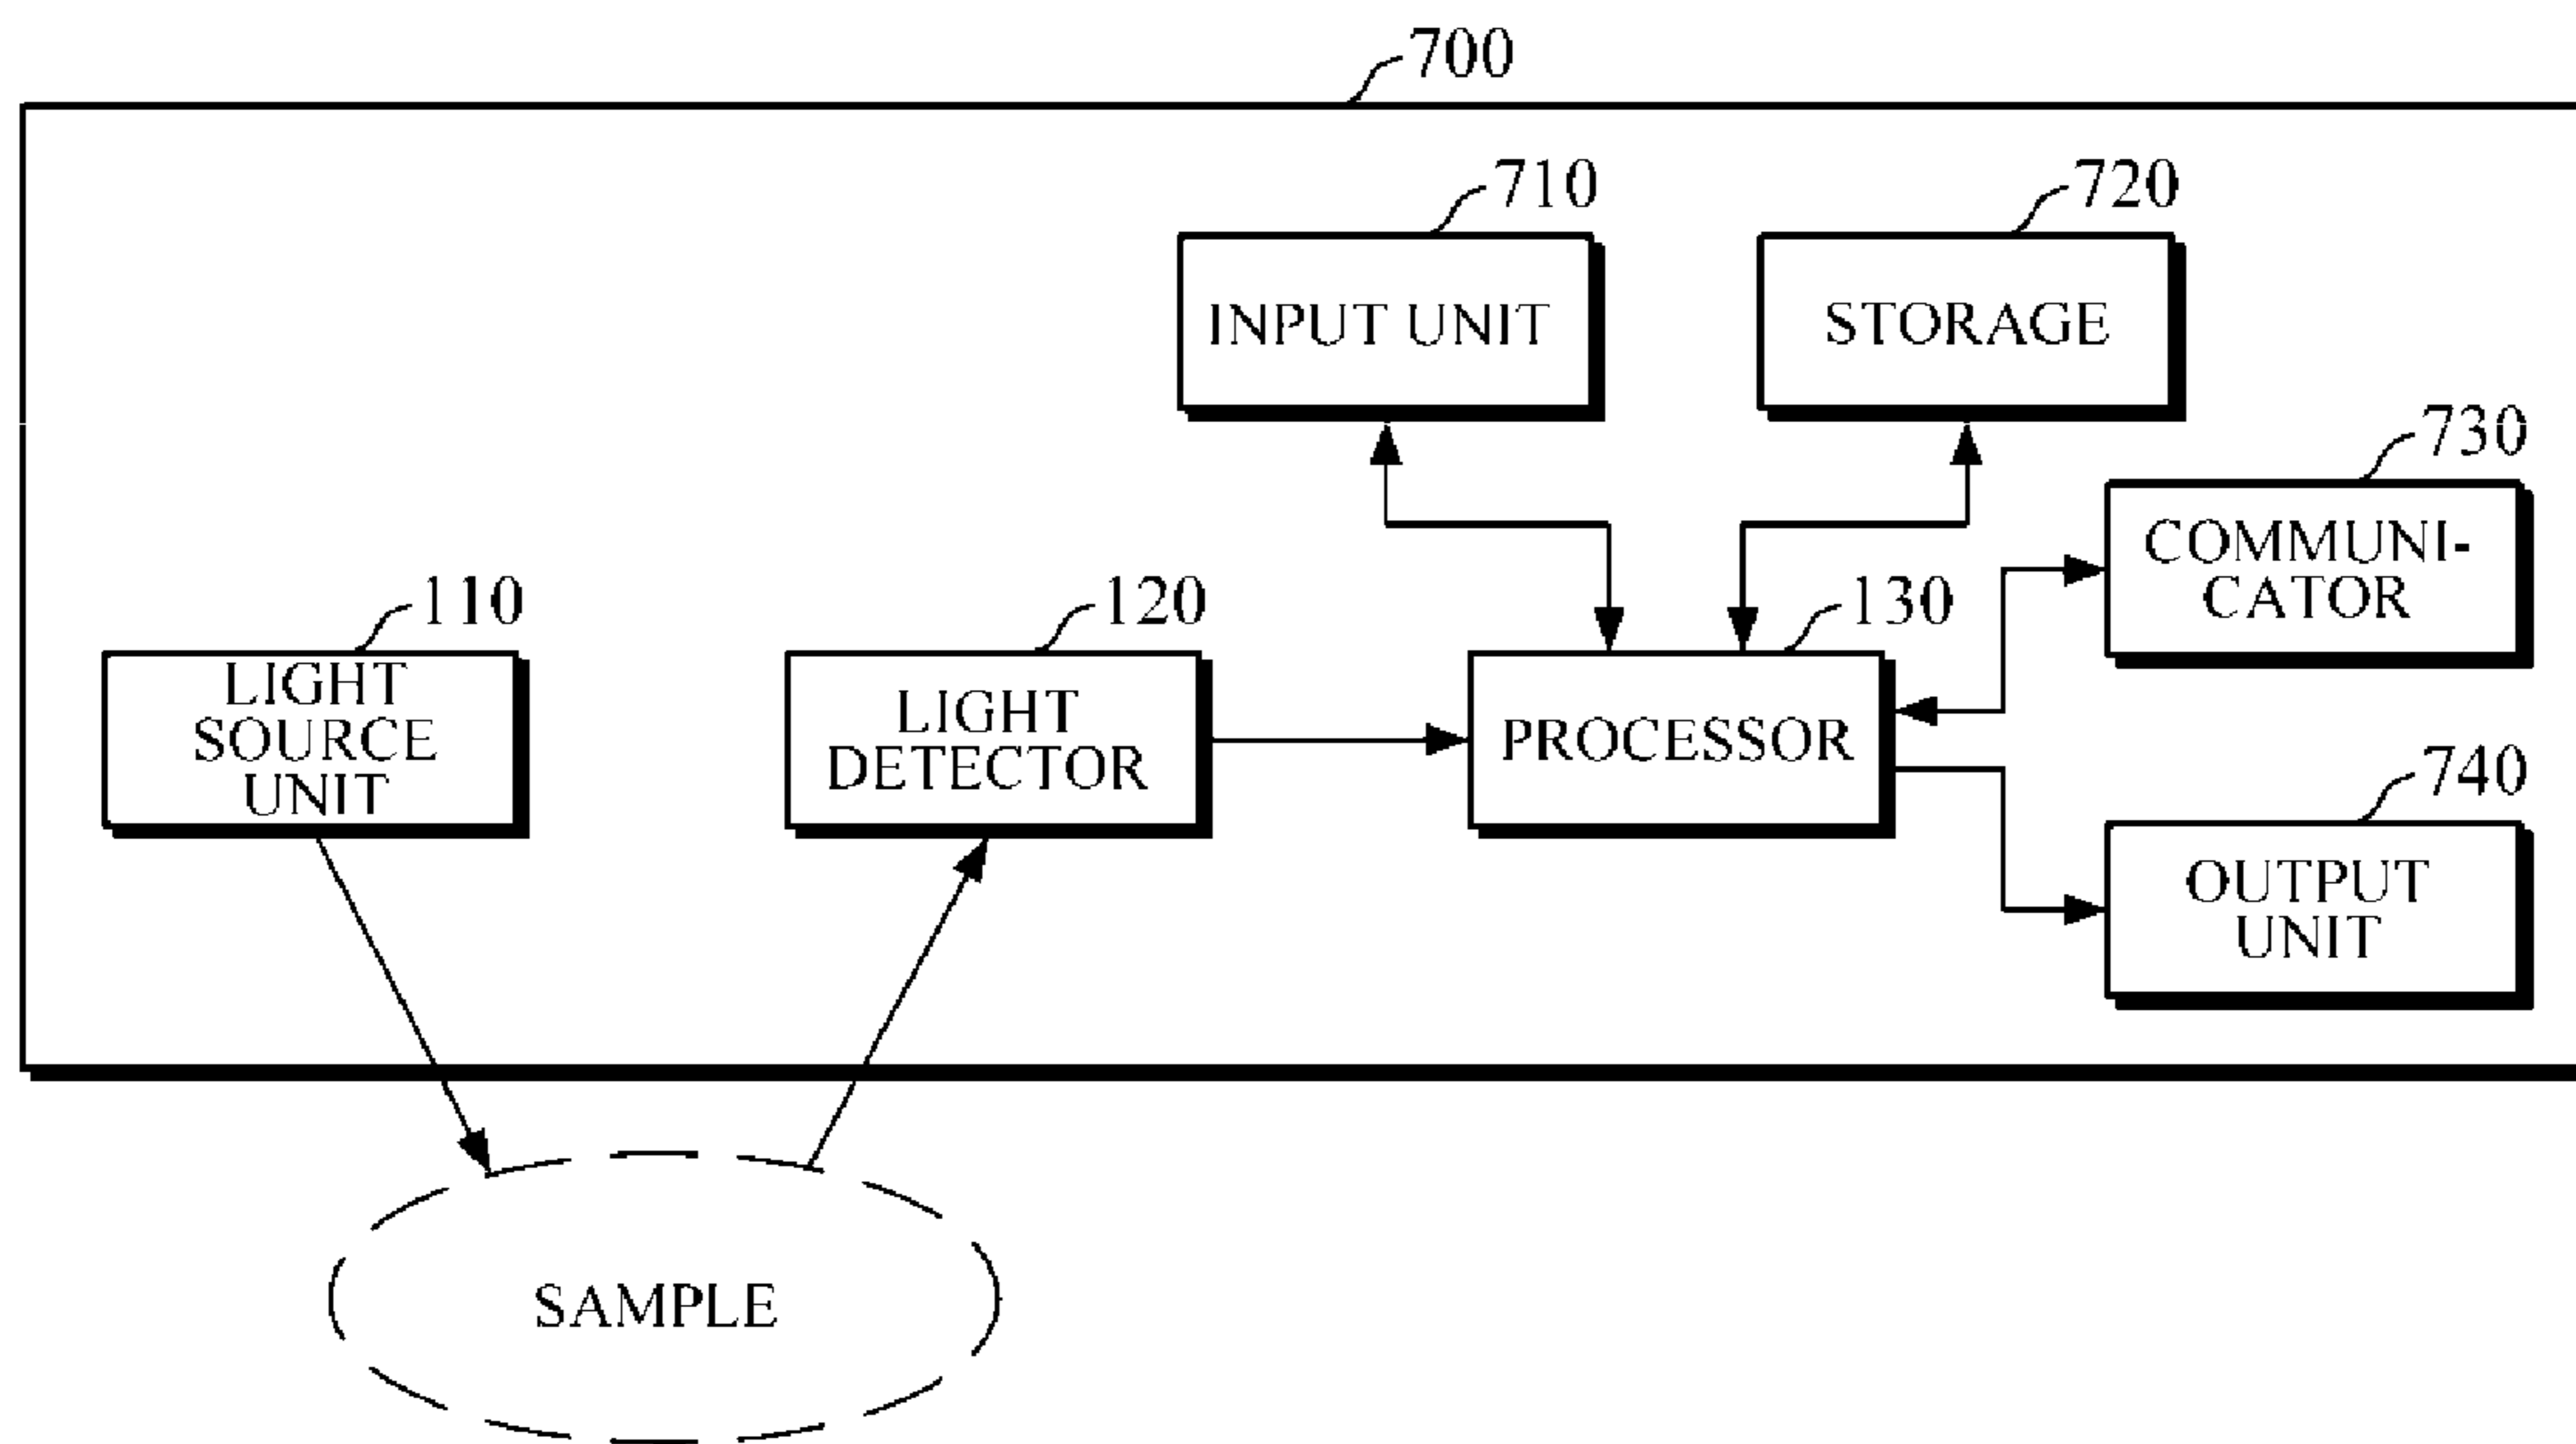 700
710
720
INPUT UNIT
STORAGE
730
COMMUNI-
CATOR
110
120
130
LIGHT
SOURCE
UNIT
LIGHT
DETECTOR
PROCESSOR
740
OUTPUT
UNIT
SAMPLE